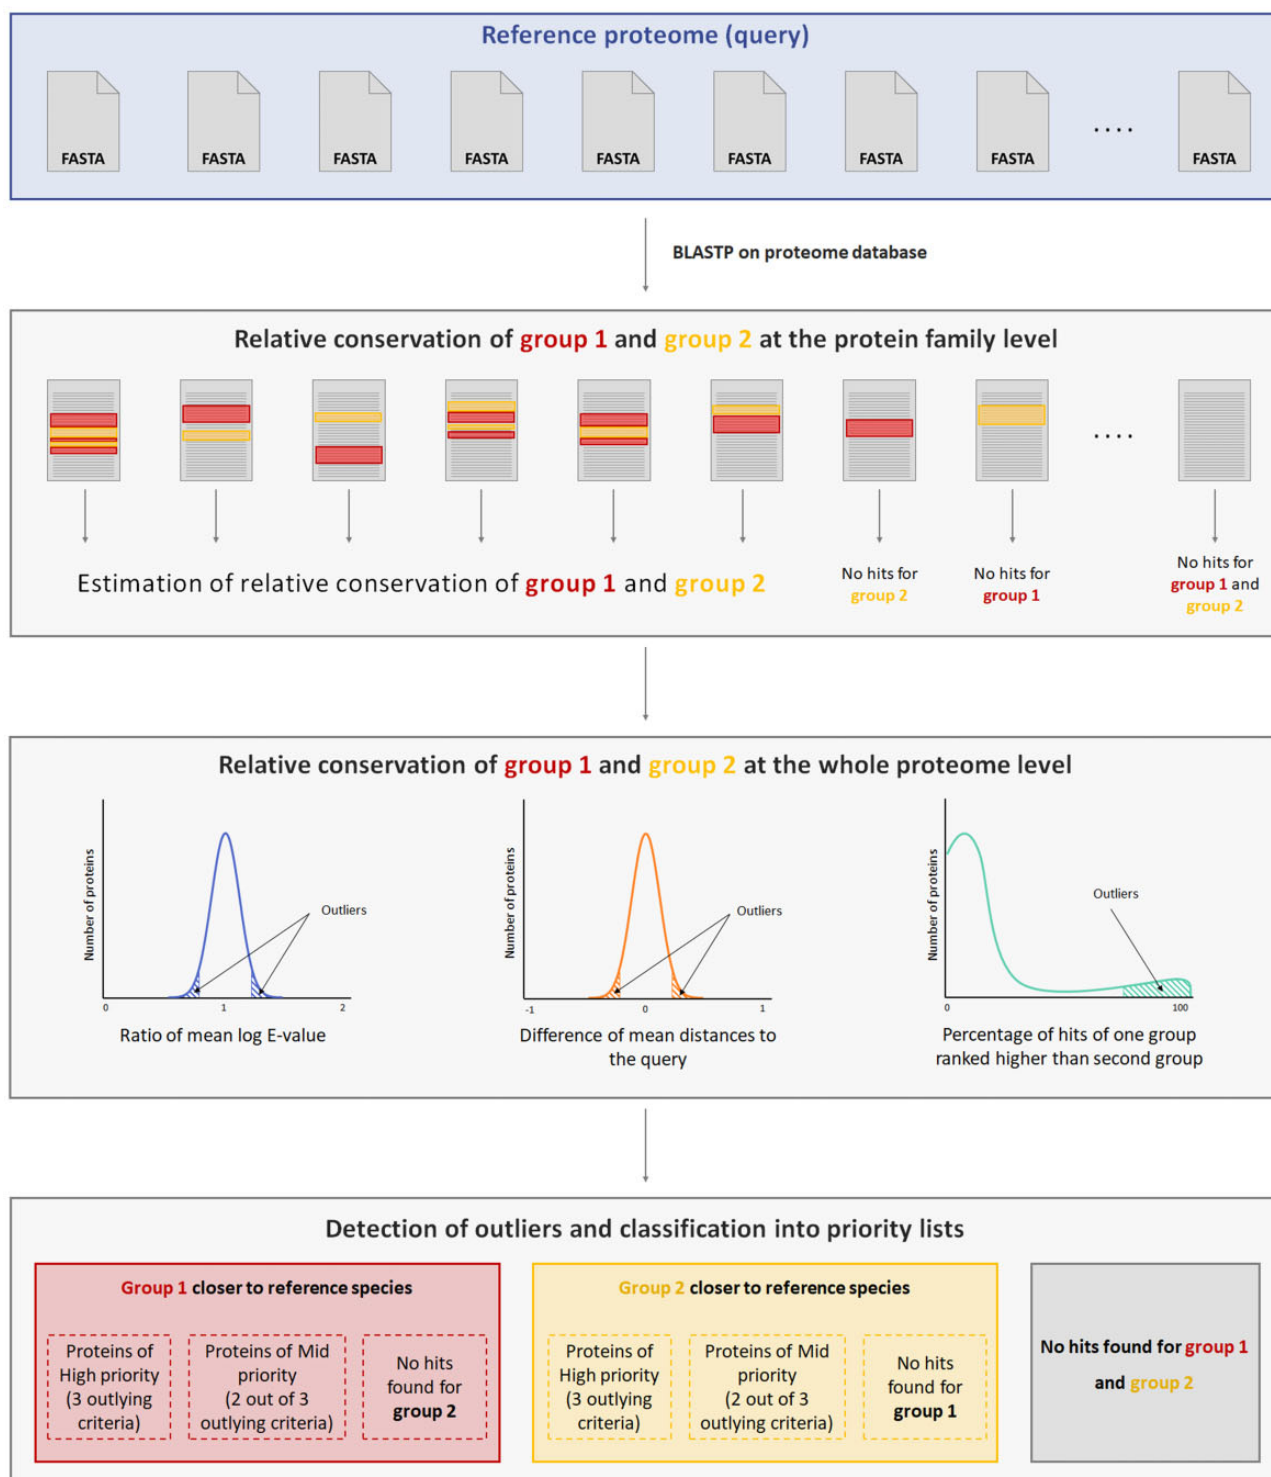 Reference proteome (query)
FASTA FASTA FASTA FASTA FASTA FASTA FASTA FASTA .... FASTA
BLASTP on proteome database
Relative conservation of group 1 and group 2 at the protein family level
....
Estimation of relative conservation of group 1 and group 2
No hits for
group 2
No hits for
group 1
No hits for
group 1 and
group 2
Relative conservation of group 1 and group 2 at the whole proteome level
Number of proteins
Outliers
0 1 2
Ratio of mean log E-value
Number of proteins
Outliers
-1 0 1
Difference of mean distances to
the query
Number of proteins
Outliers
0 100
Percentage of hits of one group
ranked higher than second group
Detection of outliers and classification into priority lists
Group 1 closer to reference species
Proteins of
High priority
(3 outlying
criteria)
Proteins of Mid
priority
(2 out of 3
outlying criteria)
No hits
found for
group 2
Group 2 closer to reference species
Proteins of
High priority
(3 outlying
criteria)
Proteins of Mid
priority
(2 out of 3
outlying criteria)
No hits
found for
group 1
No hits found for group 1
and group 2